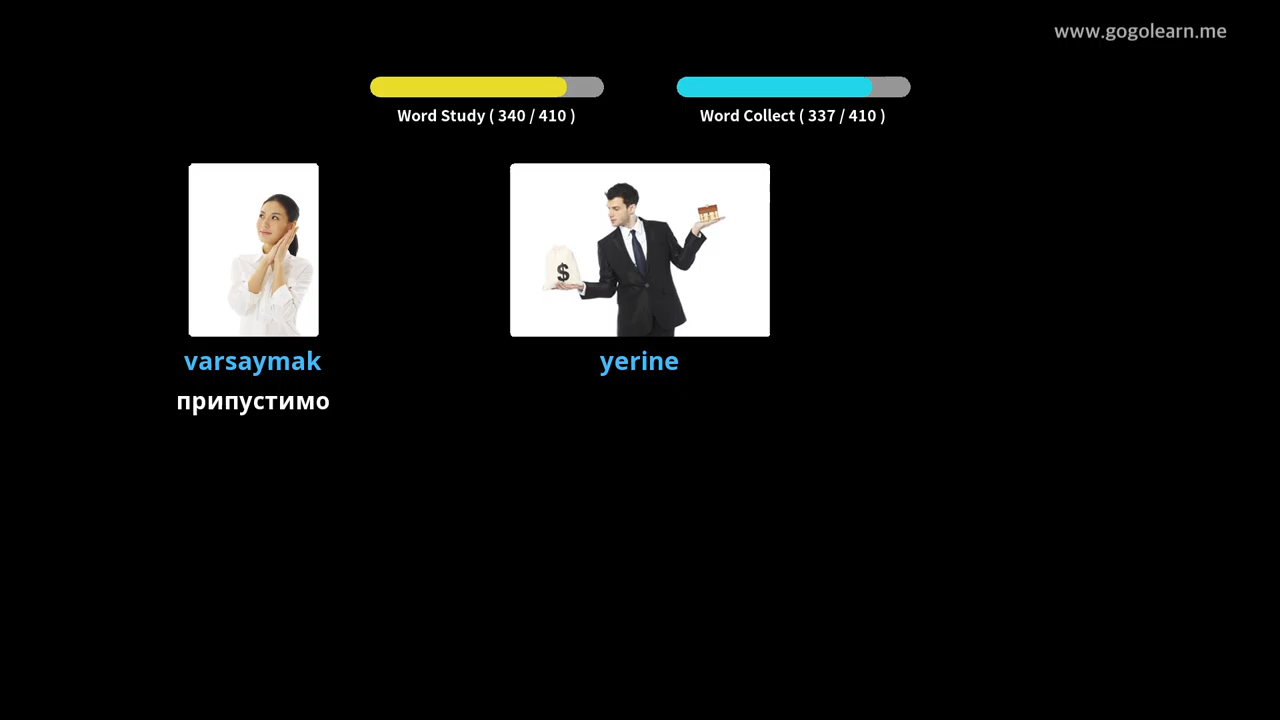 www.gogolearn.me
Word Study ( 340 / 410 )
Word Collect ( 337 / 410 )
$
varsaymak
yerine
припустимо